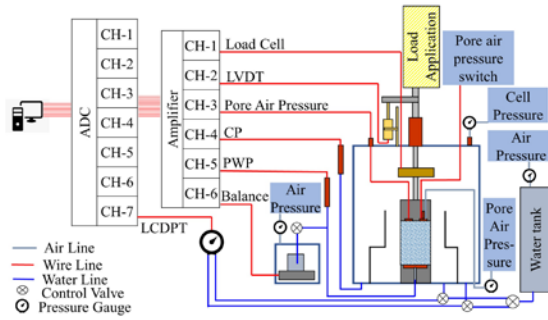 ADC
CH-1
CH-2
CH-3
CH-4
CH-5
CH-6
CH-7
LCDPT
Amplifier
CH-1
CH-2
CH-3
CH-4
CH-5
CH-6
Load Cell
LVDT
Pore Air Pressure
CP
PWP
Balance
Air
Pressure
Load
Application
Pore air
pressure
switch
Cell
Pressure
Air
Pressure
Pore
Air
Pres-
sure
Water tank
Air Line
Wire Line
Water Line
Control Valve
Pressure Gauge